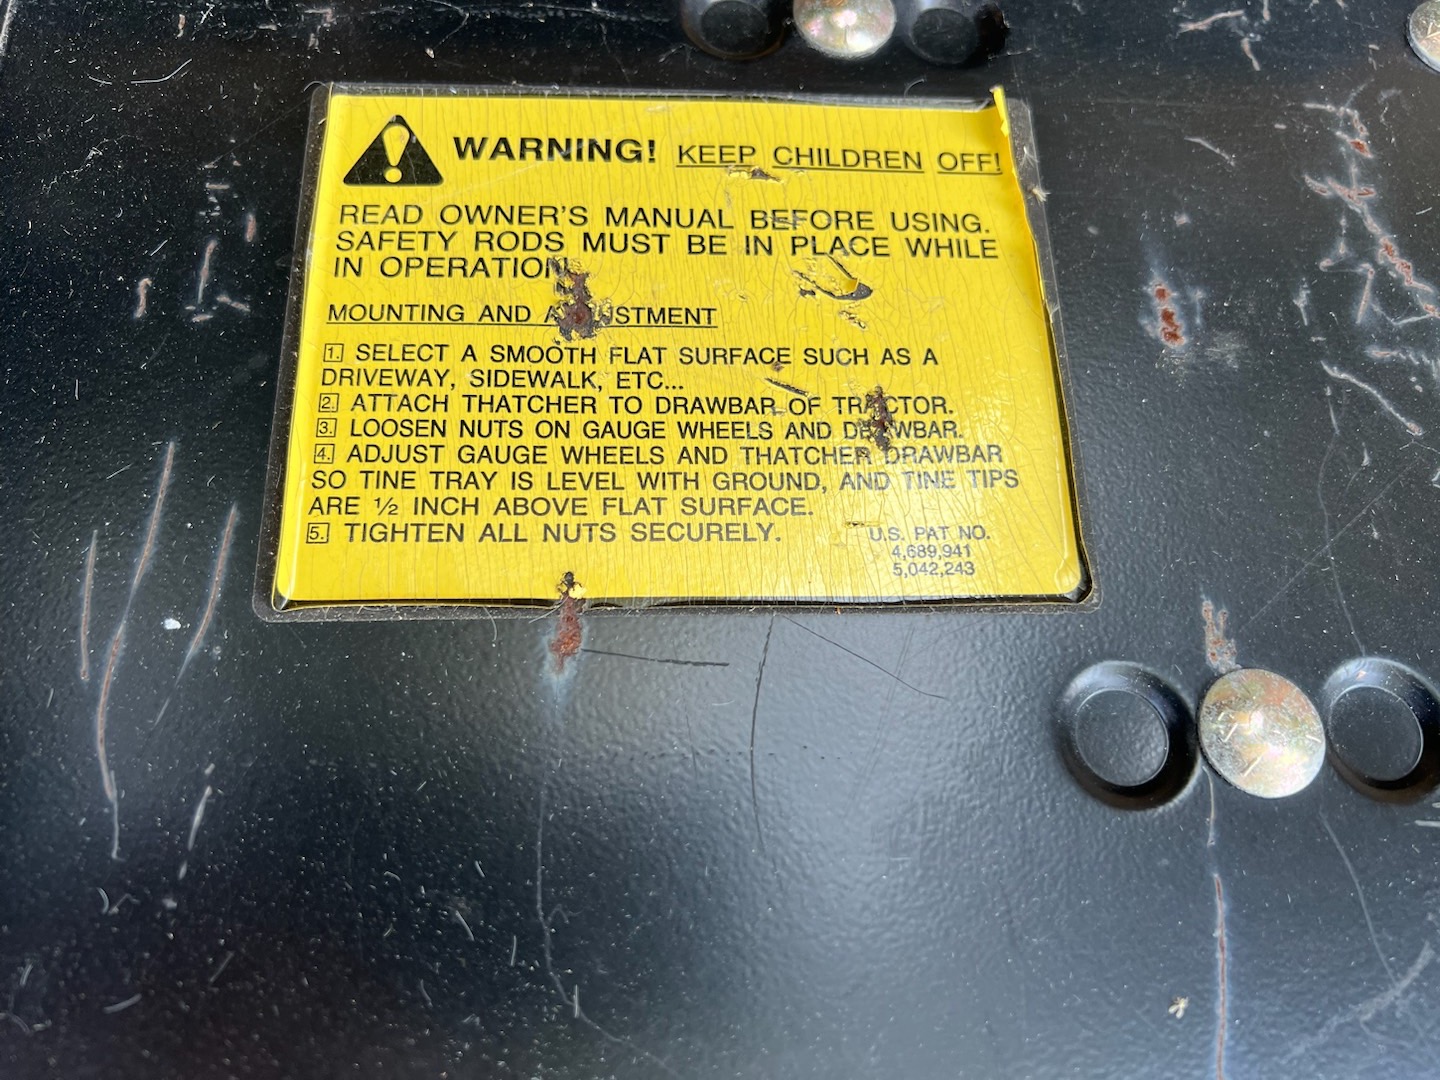 WARNING! KEEP CHILDREN OFF!
READ OWNER'S MANUAL BEFORE USING.
SAFETY RODS MUST BE IN PLACE WHILE
IN OPERATION.
MOUNTING AND ADJUSTMENT
1. SELECT A SMOOTH FLAT SURFACE SUCH AS A
DRIVEWAY, SIDEWALK, ETC...
2. ATTACH THATCHER TO DRAWBAR OF TRACTOR.
3. LOOSEN NUTS ON GAUGE WHEELS AND DRAWBAR.
4. ADJUST GAUGE WHEELS AND THATCHER DRAWBAR
SO TINE TRAY IS LEVEL WITH GROUND, AND TINE TIPS
ARE ½ INCH ABOVE FLAT SURFACE.
5. TIGHTEN ALL NUTS SECURELY.
U.S. PAT NO.
4,689,941
5,042,243